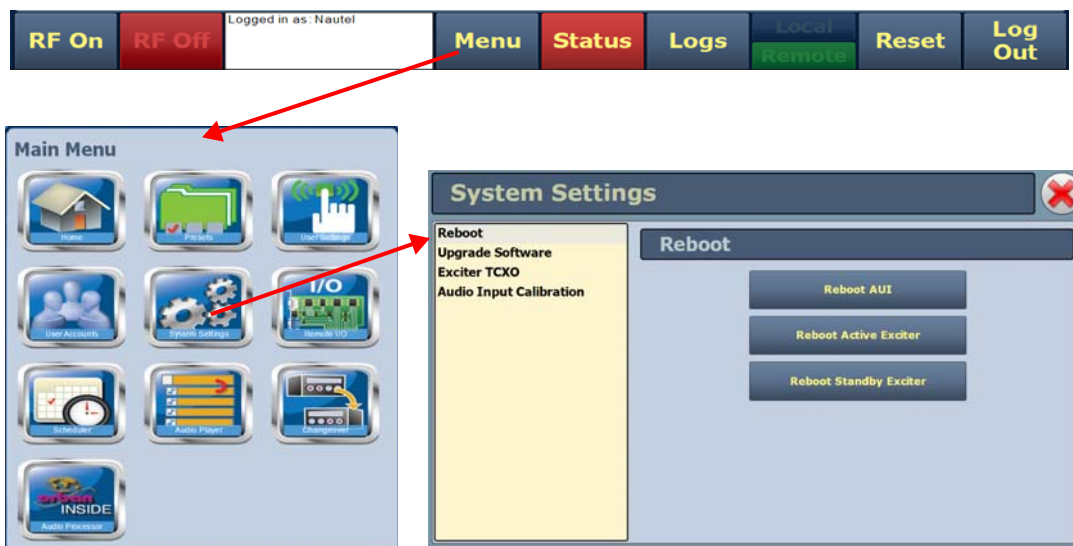 Logged in as: Nautel
RF On
RF Off
Menu
Status
Logs
Local
Remote
Reset
Log
Out
Main Menu
Home
Presets
User Settings
User Accounts
System Settings
I/O
Remote I/O
Scheduler
Audio Player
Changeover
orban
INSIDE
Audio Processor
System Settings
Reboot
Upgrade Software
Exciter TCXO
Audio Input Calibration
Reboot
Reboot AUI
Reboot Active Exciter
Reboot Standby Exciter